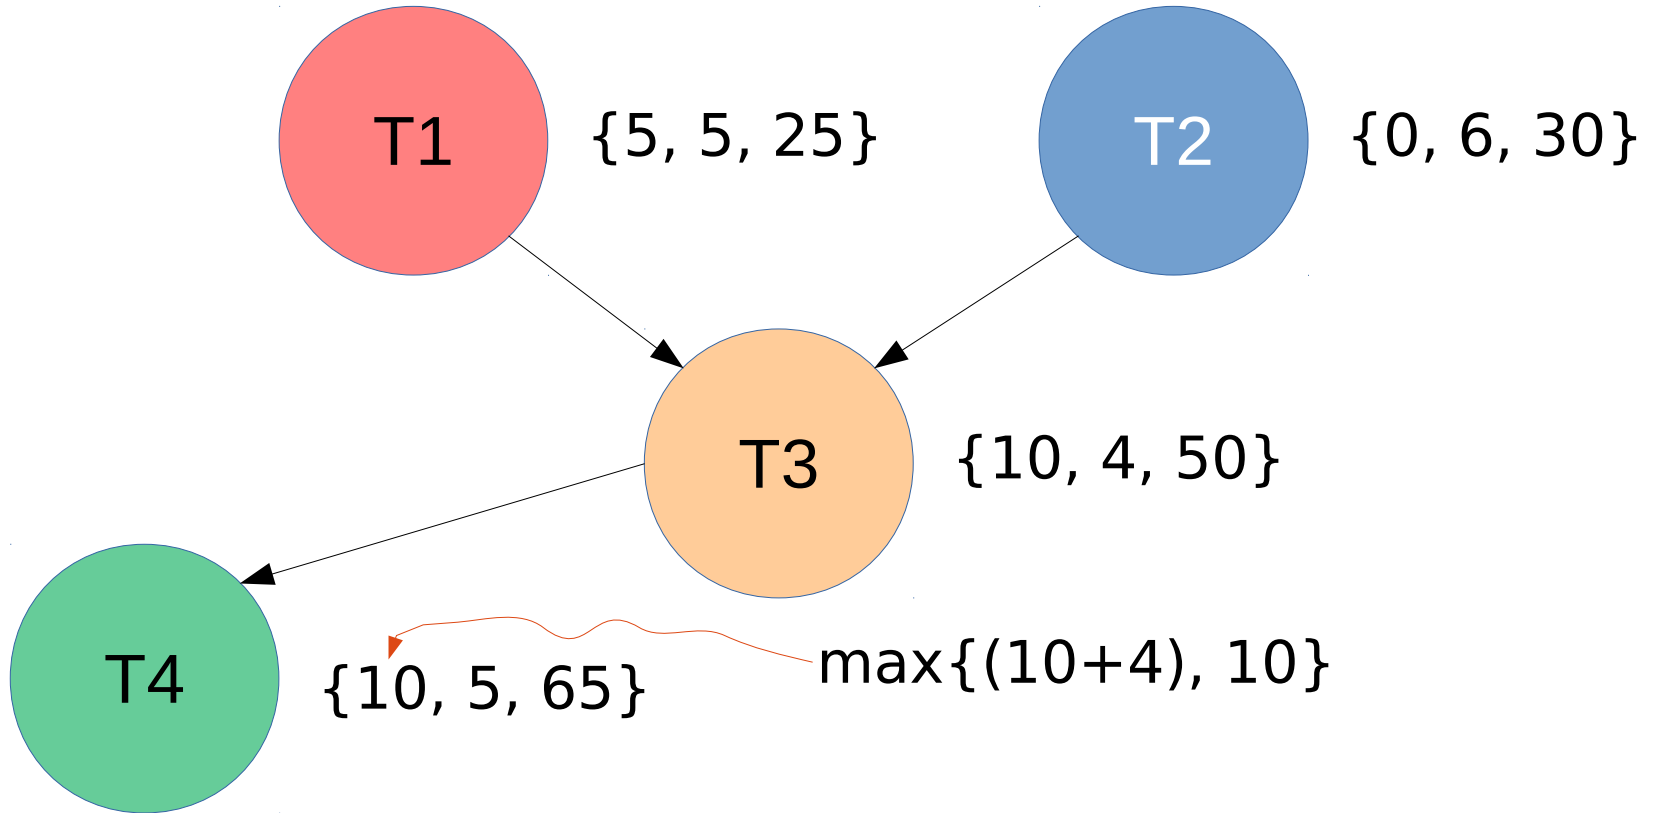 T1 {5, 5, 25}
T2 {0, 6, 30}
T3 {10, 4, 50}
max{(10+4), 10}
T4 {10, 5, 65}